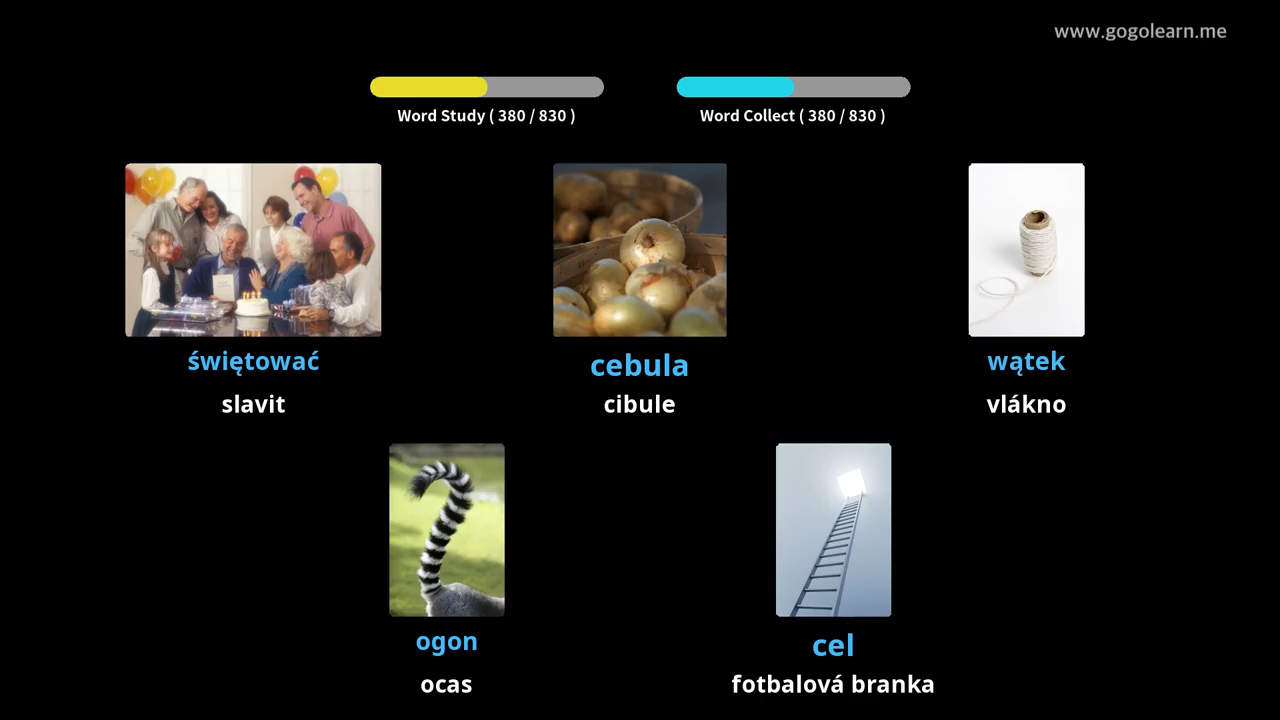 www.gogolearn.me
Word Study ( 380 / 830 )
Word Collect ( 380 / 830 )
świętować
slavit
cebula
cibule
wątek
vlákno
ogon
ocas
cel
fotbalová branka